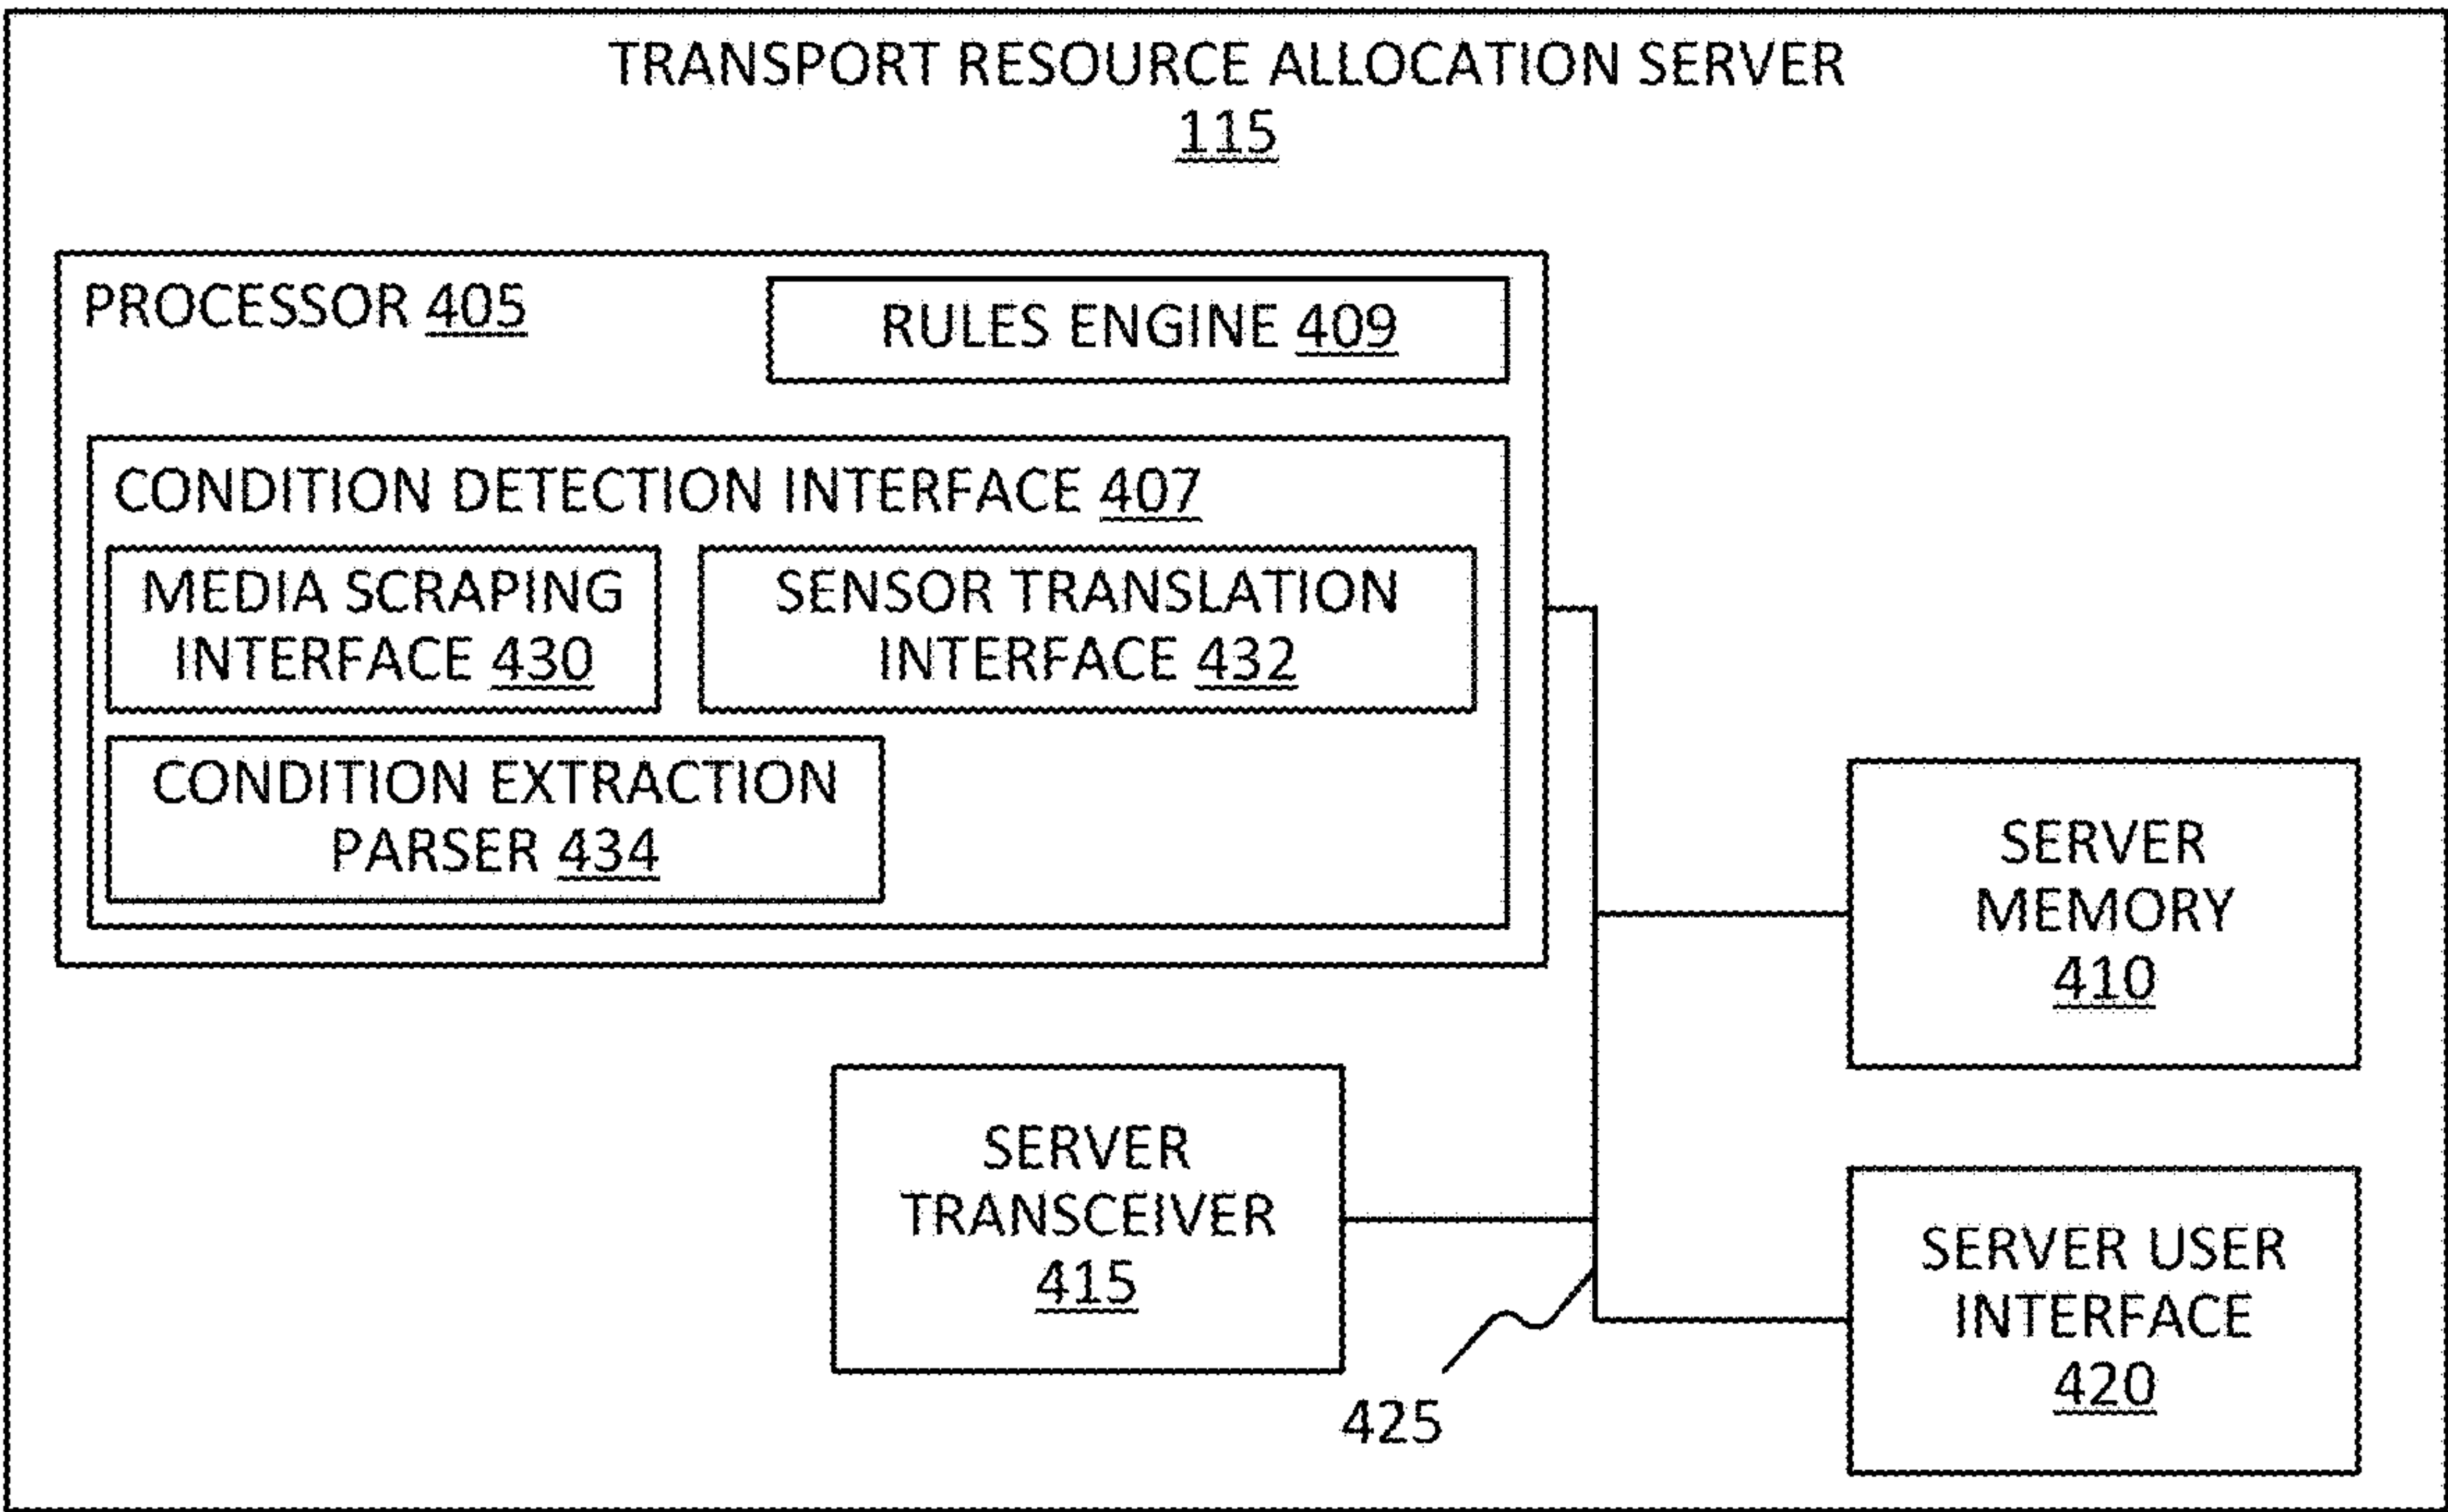 TRANSPORT RESOURCE ALLOCATION SERVER
115
PROCESSOR 405
RULES ENGINE 409
CONDITION DETECTION INTERFACE 407
MEDIA SCRAPING
INTERFACE 430
SENSOR TRANSLATION
INTERFACE 432
CONDITION EXTRACTION
PARSER 434
SERVER
MEMORY
410
SERVER
TRANSCEIVER
415
SERVER USER
INTERFACE
420
425